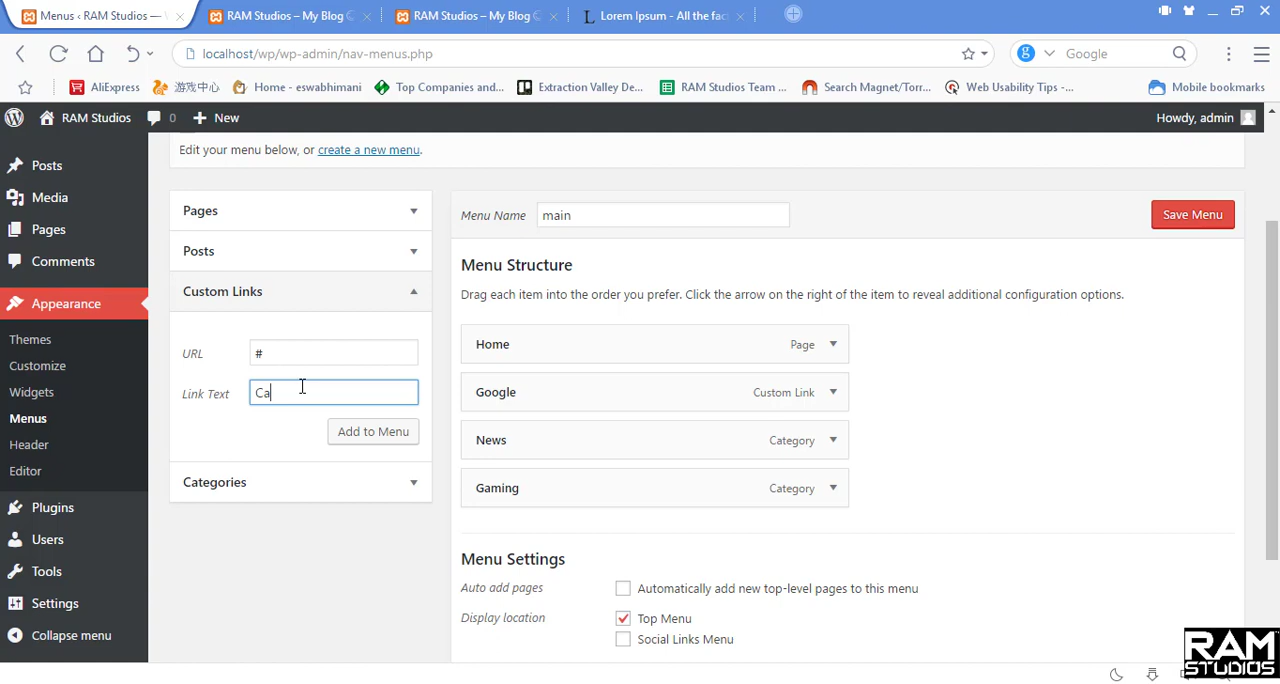 Menus ‹ RAM Studios —
RAM Studios – My Blog
RAM Studios – My Blog
Lorem Ipsum - All the fac
localhost/wp/wp-admin/nav-menus.php
Google
AliExpress
游戏中心
Home - eswabhimani
Top Companies and...
Extraction Valley De...
RAM Studios Team ...
Search Magnet/Torr...
Web Usability Tips -...
Mobile bookmarks
RAM Studios
0
New
Howdy, admin
Edit your menu below, or create a new menu.
Posts
Media
Pages
Comments
Appearance
Themes
Customize
Widgets
Menus
Header
Editor
Plugins
Users
Tools
Settings
Collapse menu
Pages
Posts
Custom Links
URL
#
Link Text
Ca
Add to Menu
Categories
Menu Name
main
Save Menu
Menu Structure
Drag each item into the order you prefer. Click the arrow on the right of the item to reveal additional configuration options.
Home
Page
Google
Custom Link
News
Category
Gaming
Category
Menu Settings
Auto add pages
Automatically add new top-level pages to this menu
Display location
Top Menu
Social Links Menu
RAM
STUDIOS